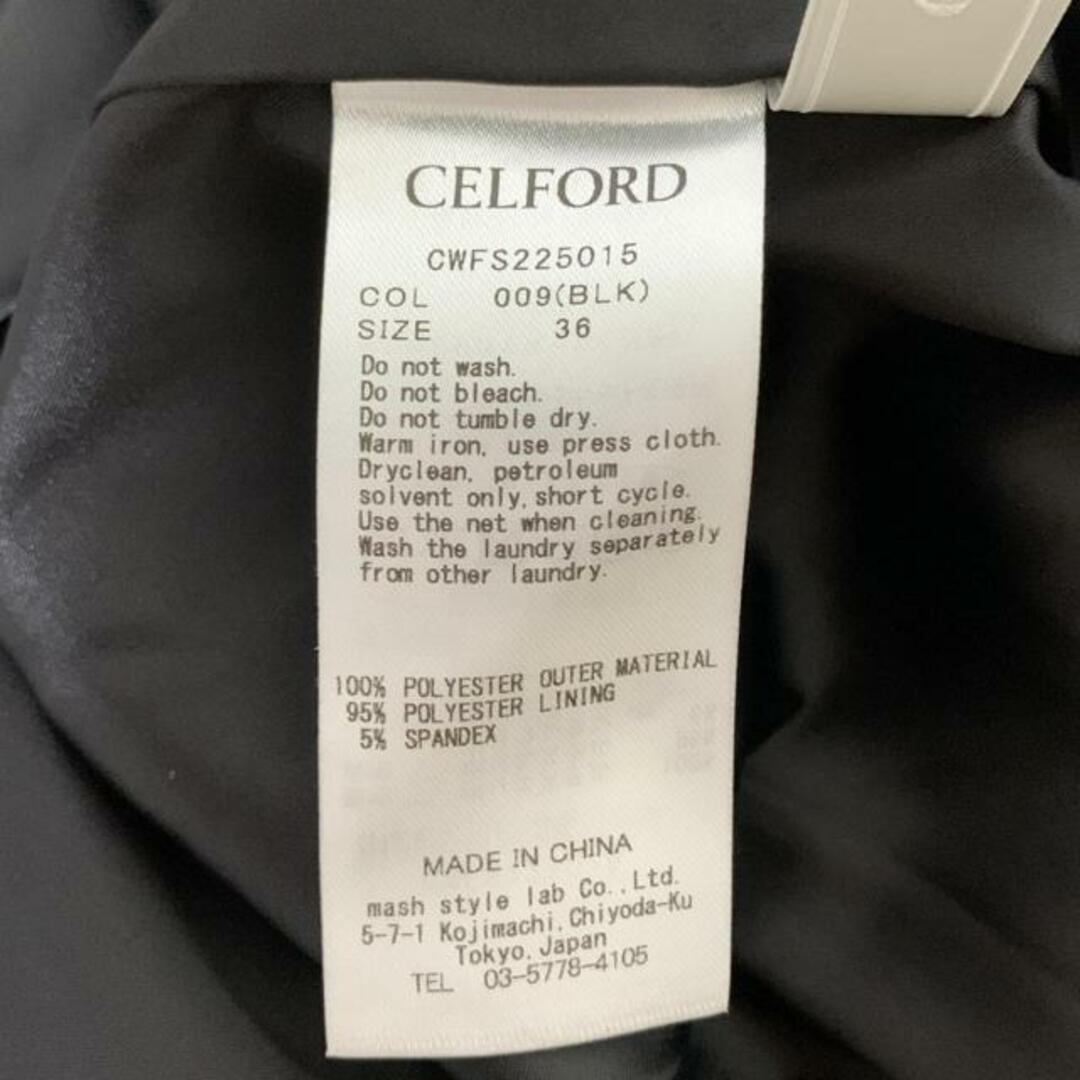 CELFORD
CWFS225015
COL 009(BLK)
SIZE 36
Do not wash.
Do not bleach.
Do not tumble dry.
Warm iron, use press cloth.
Dryclean, petroleum
solvent only,short cycle.
Use the net when cleaning.
Wash the laundry separately
from other laundry.
100% POLYESTER OUTER MATERIAL
95% POLYESTER LINING
5% SPANDEX
MADE IN CHINA
mash style lab Co.,Ltd.
5-7-1 Kojimachi,Chiyoda-Ku
Tokyo,Japan
TEL 03-5778-4105